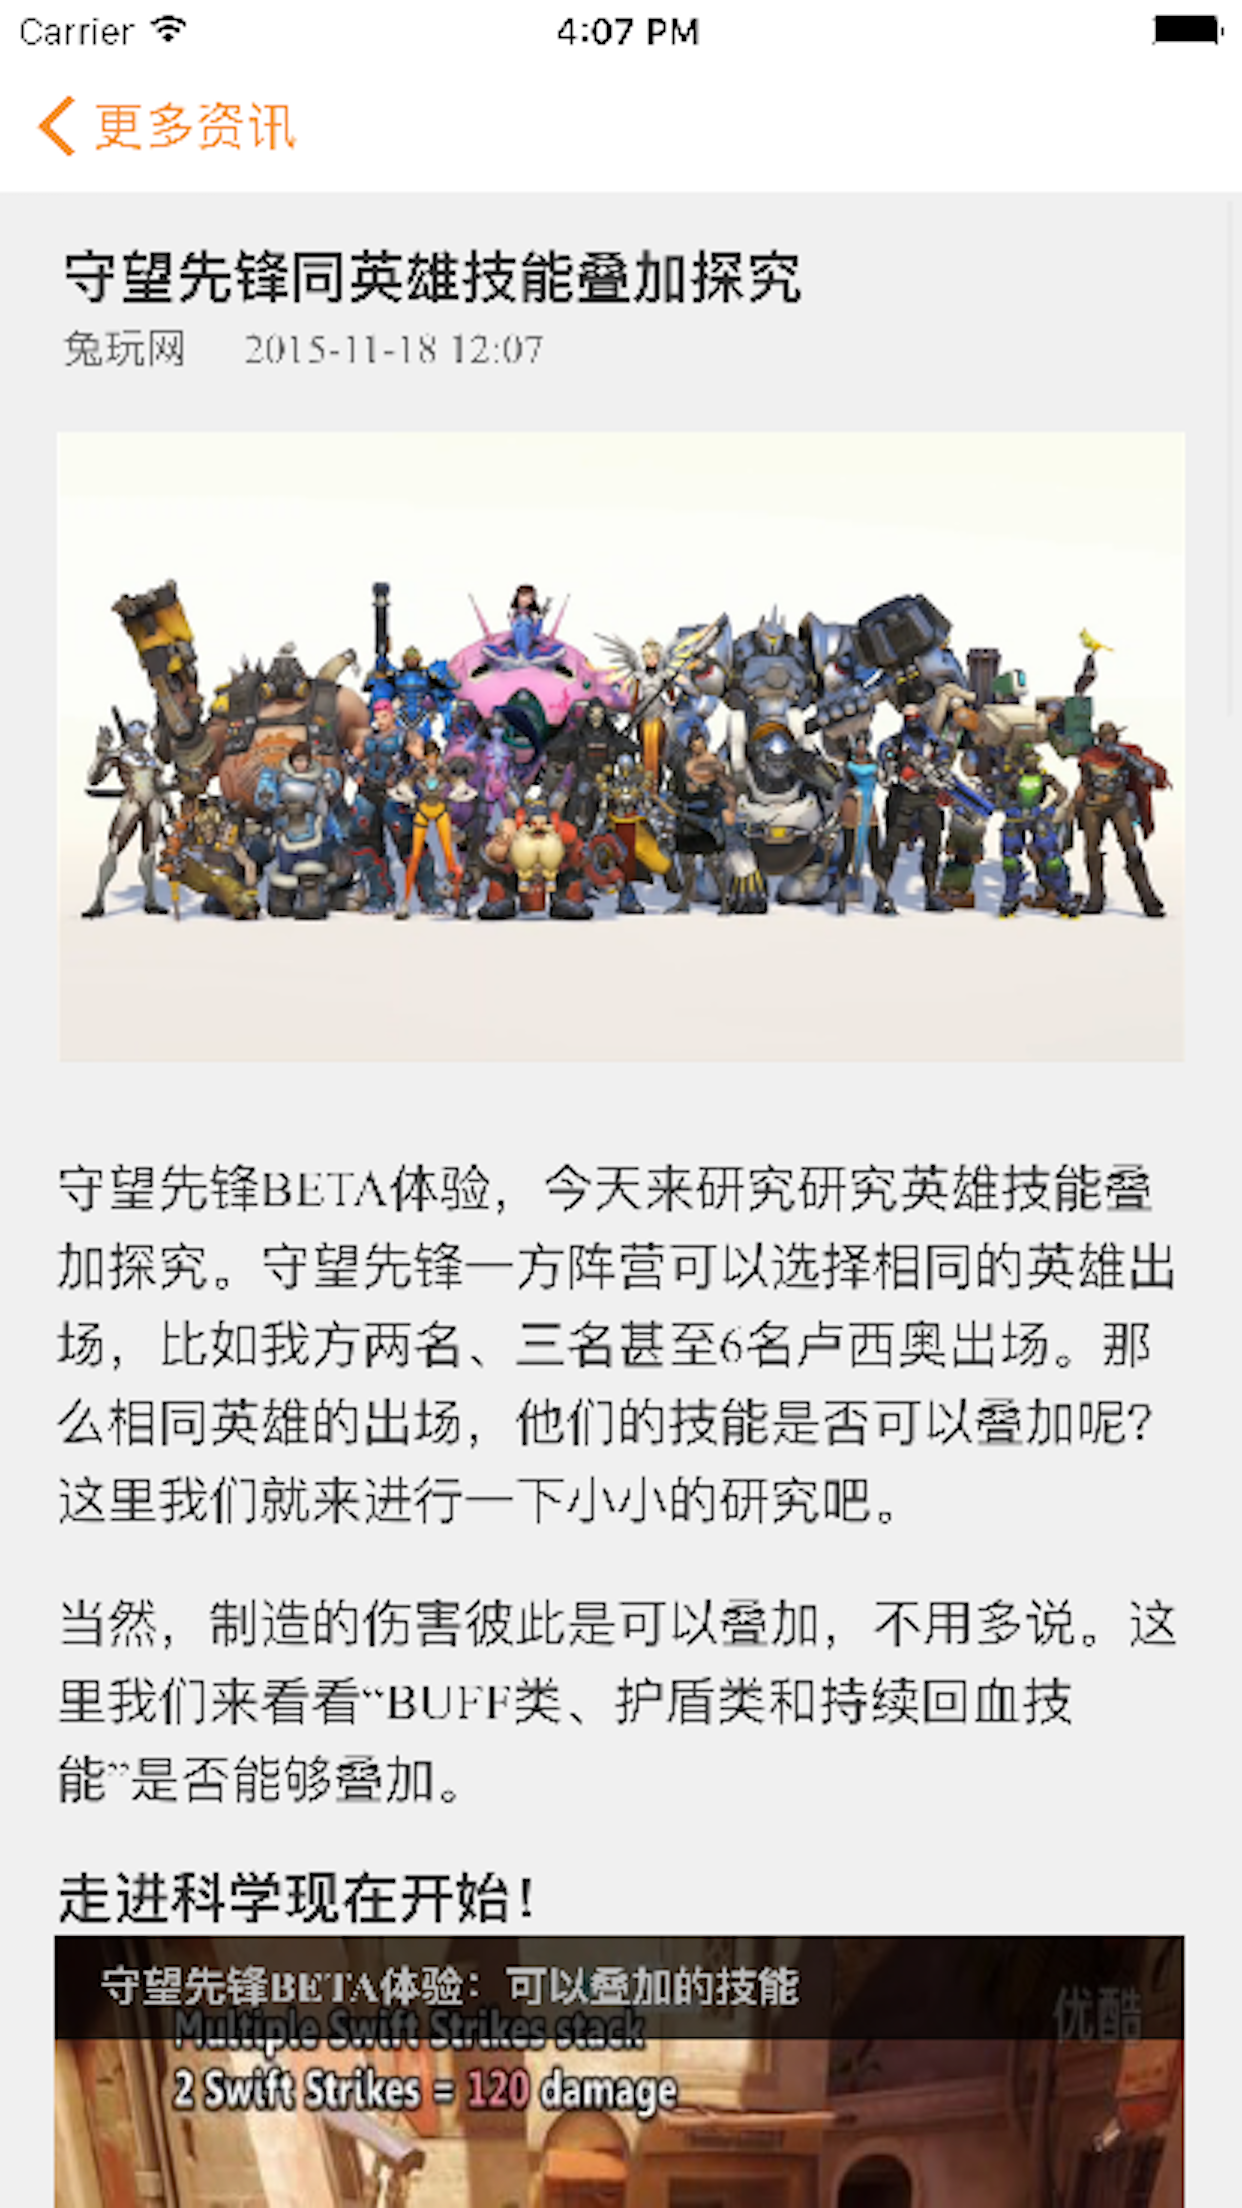 Carrier
4:07 PM
更多资讯
守望先锋同英雄技能叠加探究
兔玩网 2015-11-18 12:07
守望先锋BETA体验，今天来研究研究英雄技能叠
加探究。守望先锋一方阵营可以选择相同的英雄出
场，比如我方两名、三名甚至6名卢西奥出场。那
么相同英雄的出场，他们的技能是否可以叠加呢？
这里我们就来进行一下小小的研究吧。
当然，制造的伤害彼此是可以叠加，不用多说。这
里我们来看看“BUFF类、护盾类和持续回血技
能”是否能够叠加。
走进科学现在开始！
守望先锋BETA体验：可以叠加的技能
优酷
Multiple Swift Strikes stack
2 Swift Strikes = 120 damage